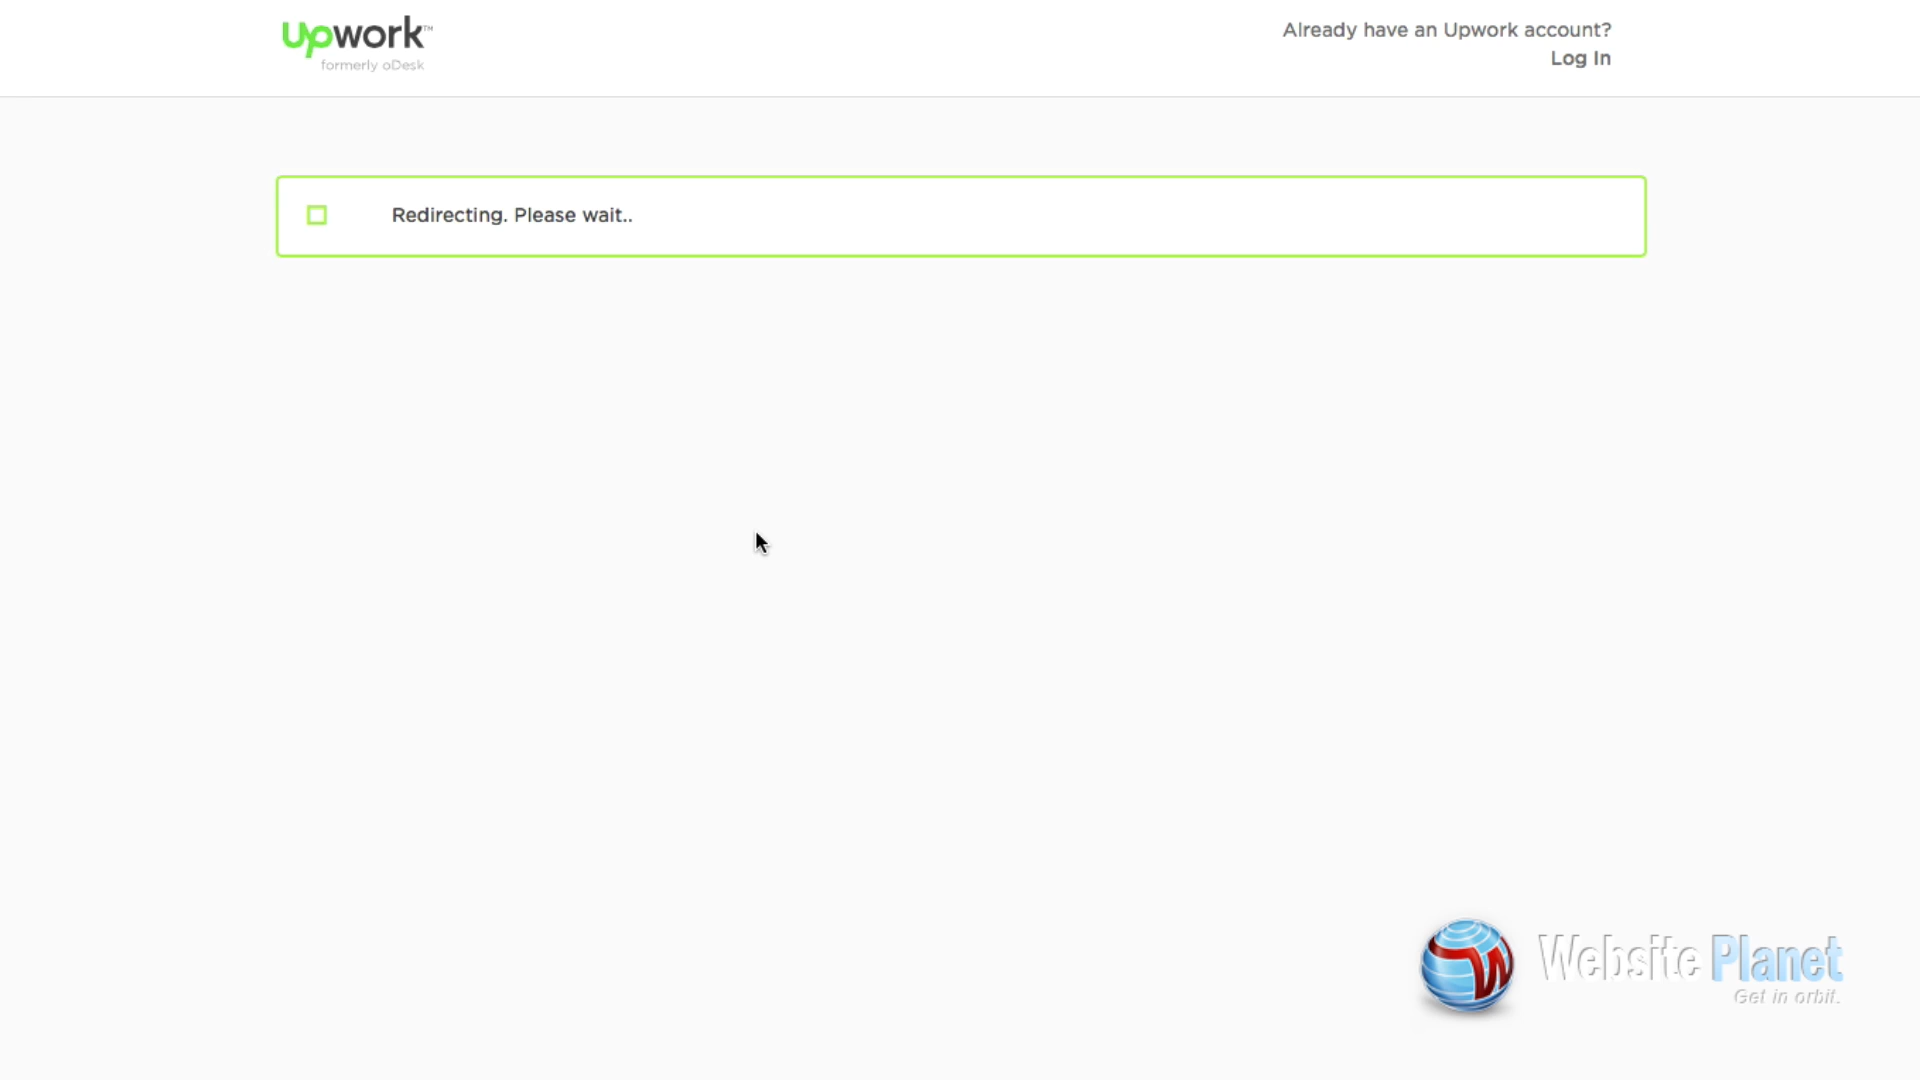 Upwork™
formerly oDesk
Already have an Upwork account?
Log In
Redirecting. Please wait..
Website Planet
Get in orbit.